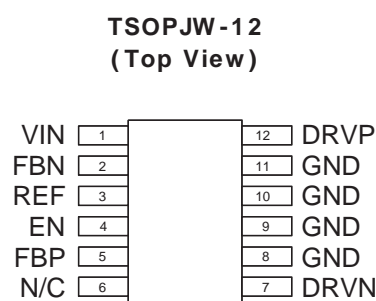 TSOPJW-12
(Top View)
VIN 1 12 DRVP
FBN 2 11 GND
REF 3 10 GND
EN 4 9 GND
FBP 5 8 GND
N/C 6 7 DRVN